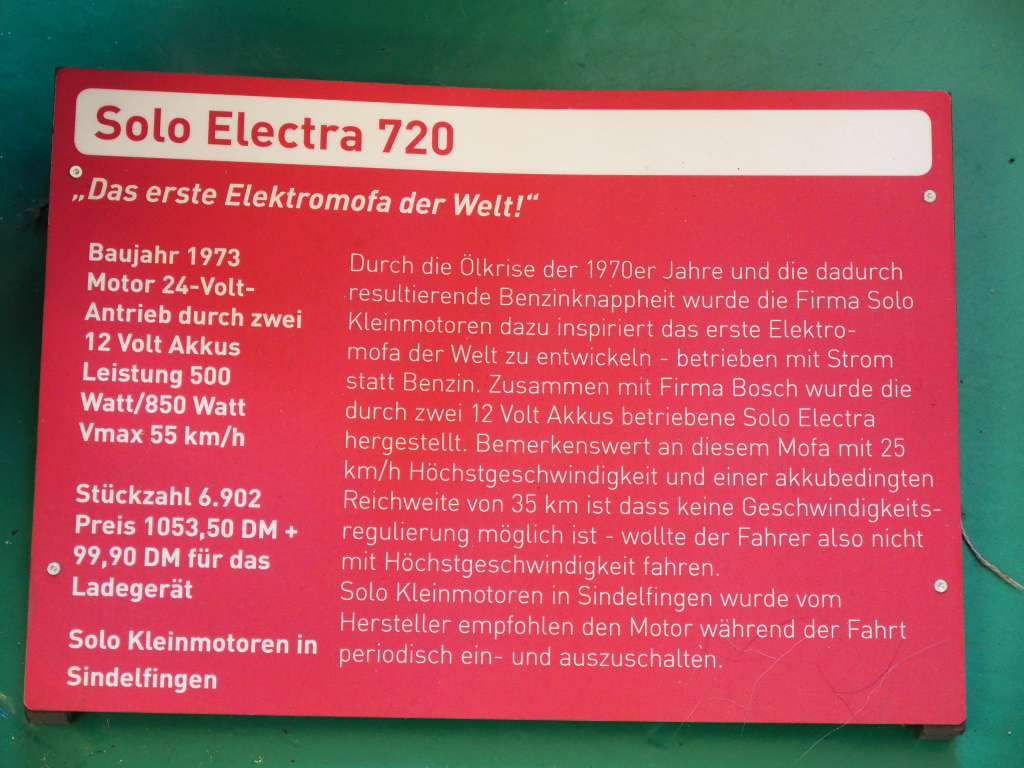 Solo Electra 720
„Das erste Elektromofa der Welt!“
Baujahr 1973
Motor 24-Volt-
Antrieb durch zwei
12 Volt Akkus
Leistung 500
Watt/850 Watt
Vmax 55 km/h
Stückzahl 6.902
Preis 1053,50 DM +
99,90 DM für das
Ladegerät
Solo Kleinmotoren in
Sindelfingen
Durch die Ölkrise der 1970er Jahre und die dadurch
resultierende Benzinknappheit wurde die Firma Solo
Kleinmotoren dazu inspiriert das erste Elektro-
mofa der Welt zu entwickeln - betrieben mit Strom
statt Benzin. Zusammen mit Firma Bosch wurde die
durch zwei 12 Volt Akkus betriebene Solo Electra
hergestellt. Bemerkenswert an diesem Mofa mit 25
km/h Höchstgeschwindigkeit und einer akkubedingten
Reichweite von 35 km ist dass keine Geschwindigkeits-
regulierung möglich ist - wollte der Fahrer also nicht
mit Höchstgeschwindigkeit fahren.
Solo Kleinmotoren in Sindelfingen wurde vom
Hersteller empfohlen den Motor während der Fahrt
periodisch ein- und auszuschalten.